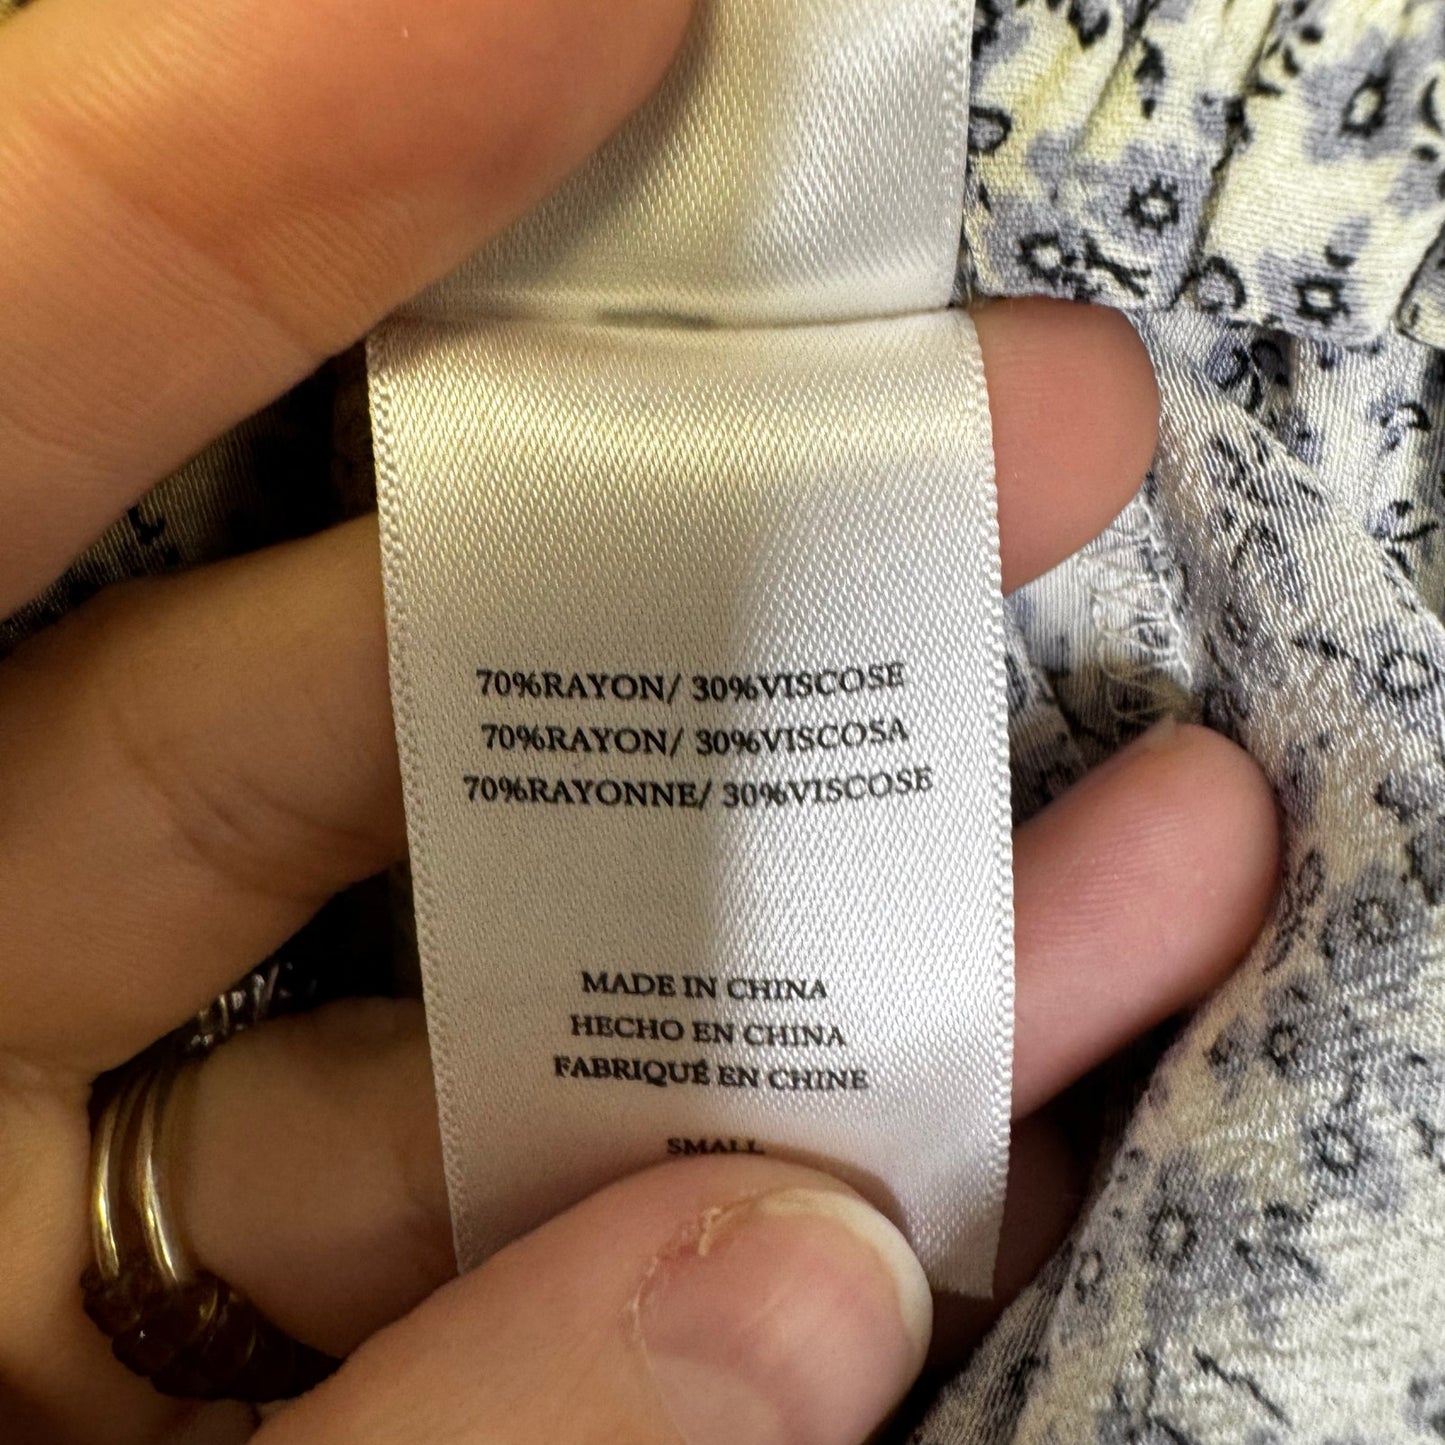 70%RAYON/ 30%VISCOSE
70%RAYON/ 30%VISCOSA
70%RAYONNE/ 30%VISCOSE
MADE IN CHINA
HECHO EN CHINA
FABRIQUÉ EN CHINE
SMALL